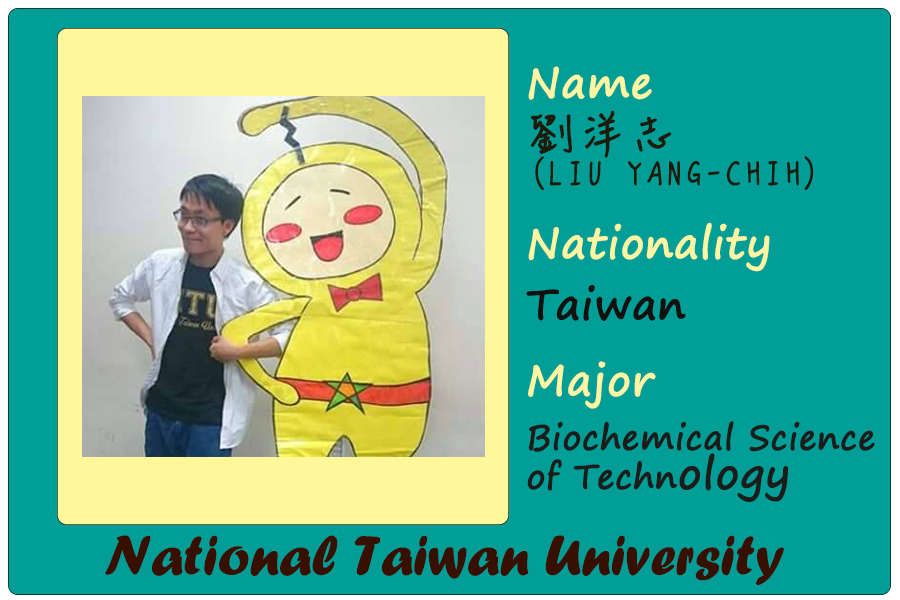 Name
劉洋志
(LIU YANG-CHIH)
Nationality
Taiwan
Major
Biochemical Science
of Technology
National Taiwan University